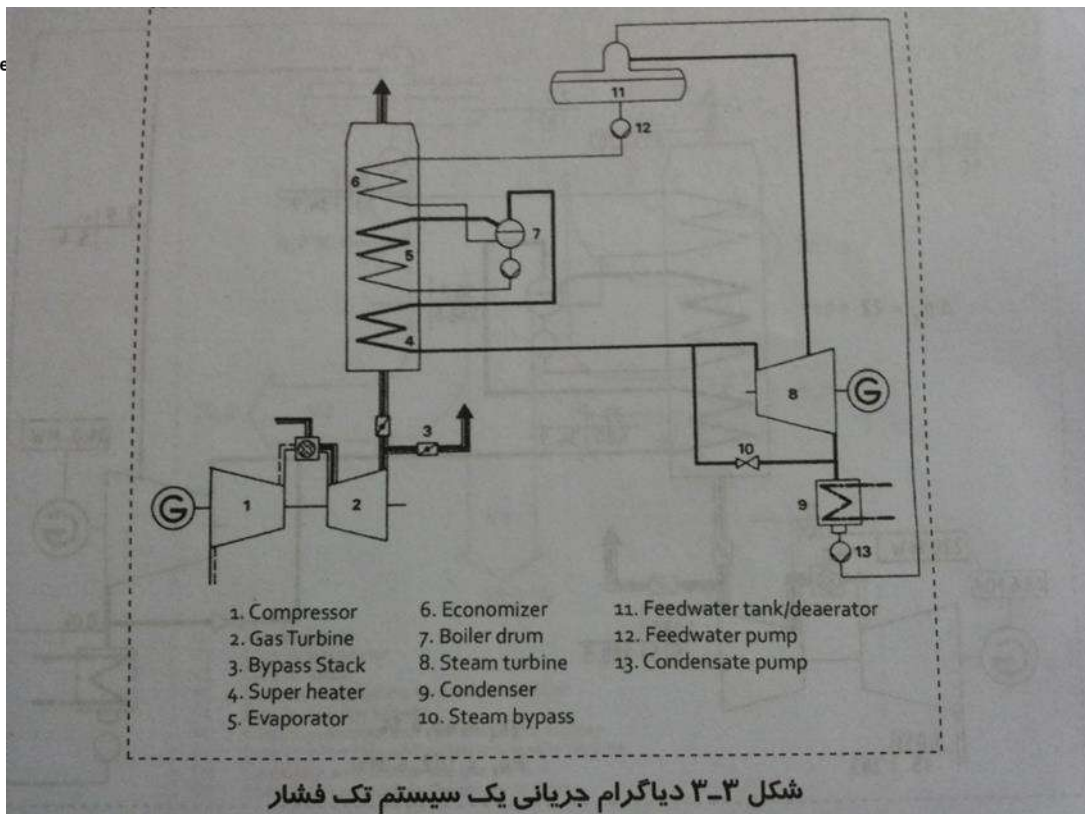 11
12
6
7
5
4
3
8
G
10
1
2
G
9
13
1. Compressor
2. Gas Turbine
3. Bypass Stack
4. Super heater
5. Evaporator
6. Economizer
7. Boiler drum
8. Steam turbine
9. Condenser
10. Steam bypass
11. Feedwater tank/deaerator
12. Feedwater pump
13. Condensate pump
شکل ۳-۳ دیاگرام جریانی یک سیستم تک فشار